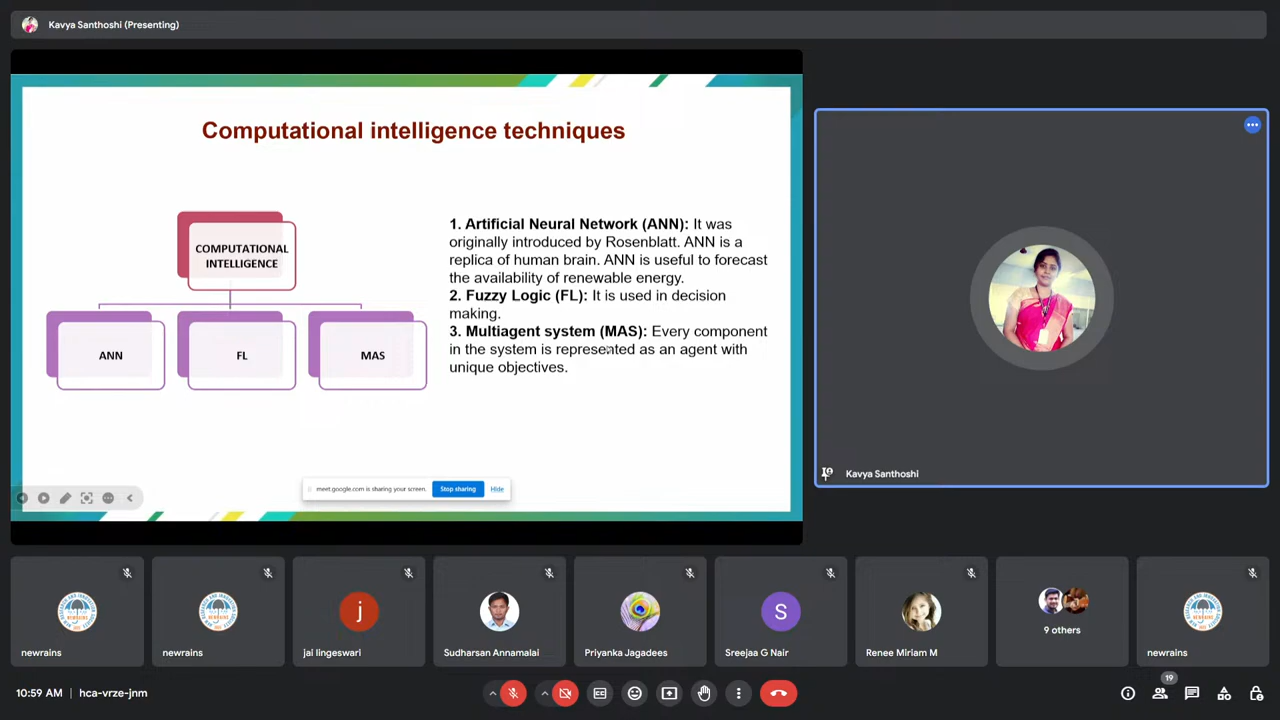 Kavya Santhoshi (Presenting)
Computational intelligence techniques
COMPUTATIONAL
INTELLIGENCE
ANN
FL
MAS
1. Artificial Neural Network (ANN): It was
originally introduced by Rosenblatt. ANN is a
replica of human brain. ANN is useful to forecast
the availability of renewable energy.
2. Fuzzy Logic (FL): It is used in decision
making.
3. Multiagent system (MAS): Every component
in the system is represented as an agent with
unique objectives.
meet.google.com is sharing your screen.
Stop sharing
Hide
Kavya Santhoshi
newrains
newrains
j
jai lingeswari
Sudharsan Annamalai
Priyanka Jagadees
S
Sreejaa G Nair
Renee Miriam M
9 others
newrains
10:59 AM | hca-vrze-jnm
19